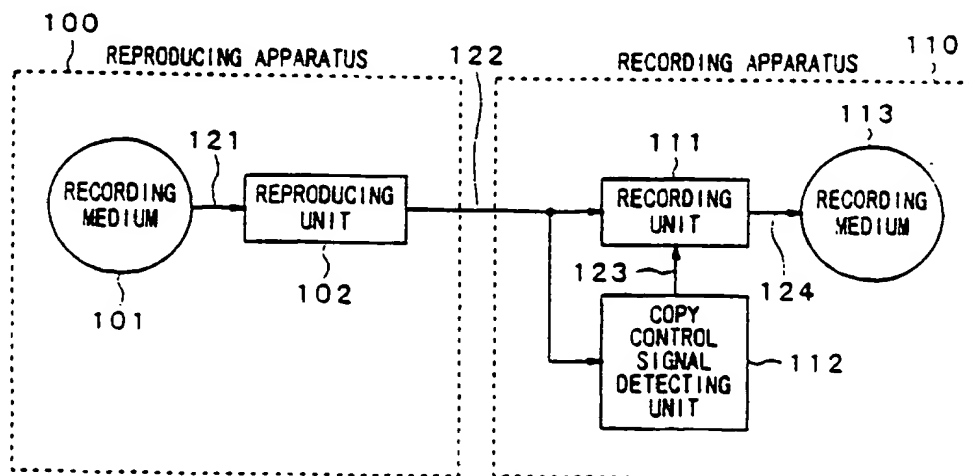 100
REPRODUCING APPARATUS
122
RECORDING APPARATUS
110
121
111
113
RECORDING
MEDIUM
REPRODUCING
UNIT
RECORDING
UNIT
RECORDING
MEDIUM
101
102
123
124
COPY
CONTROL
SIGNAL
DETECTING
UNIT
112